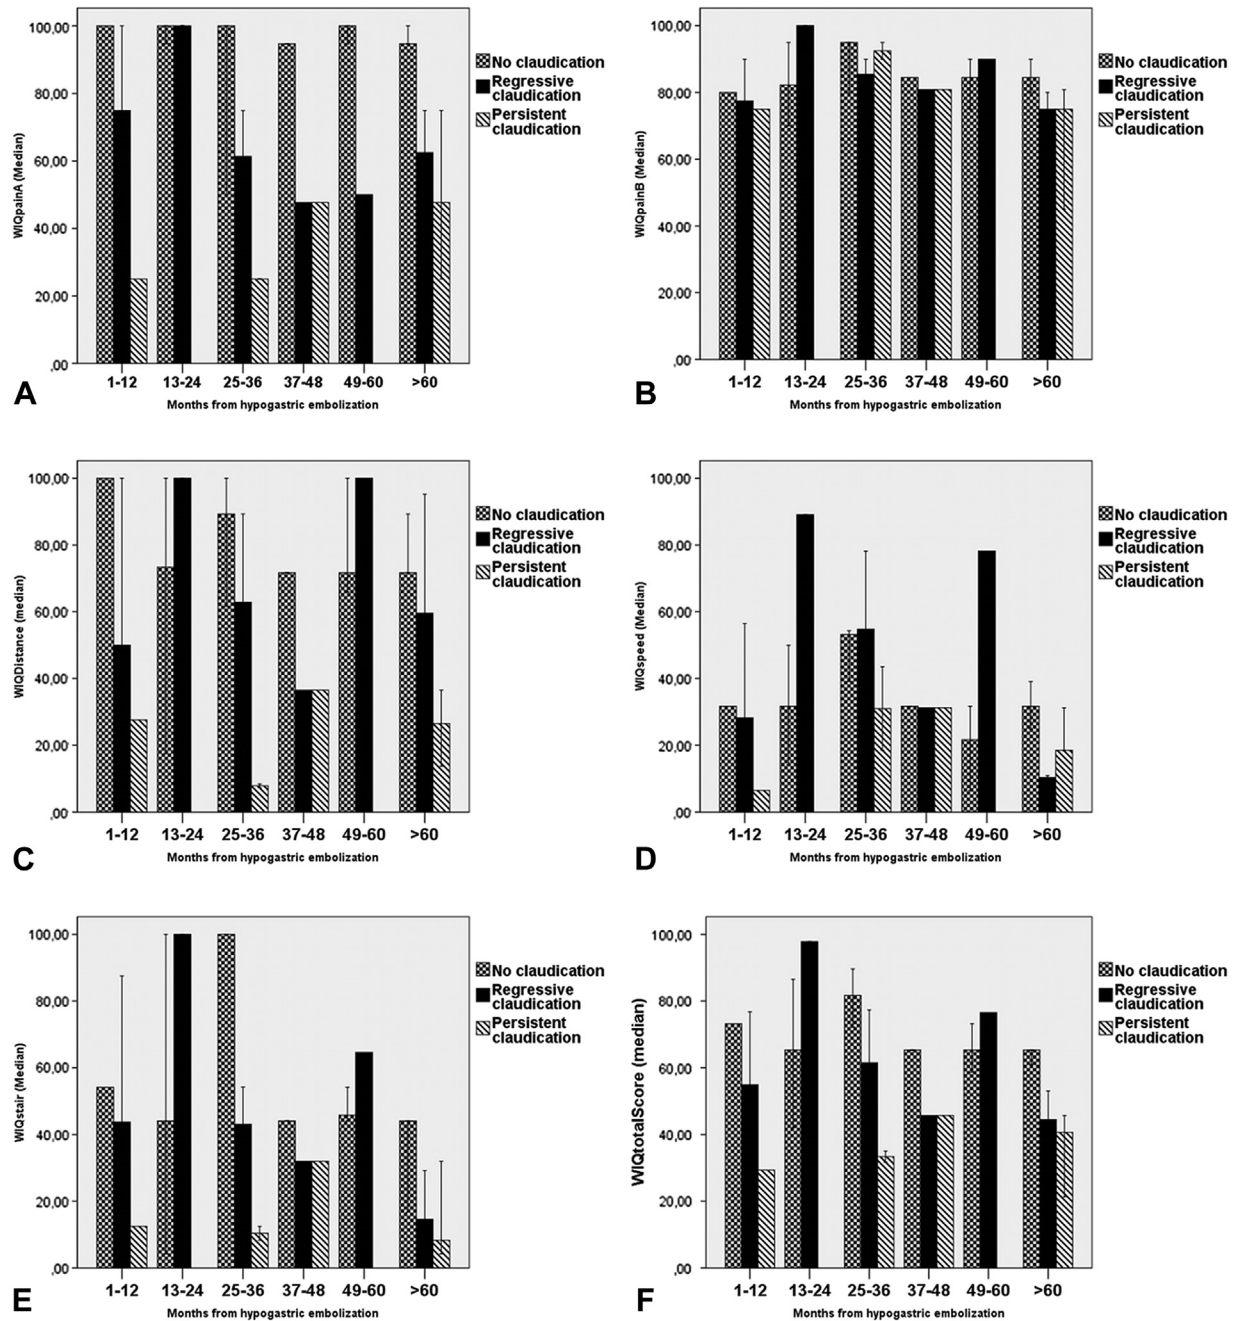 WIQpainA (Median)
100,00
80,00
60,00
40,00
20,00
,00
1-12 13-24 25-36 37-48 49-60 >60
Months from hypogastric embolization
No claudication
Regressive
claudication
Persistent
claudication
A
WIQpainB (Median)
100,00
80,00
60,00
40,00
20,00
,00
1-12 13-24 25-36 37-48 49-60 >60
Months from hypogastric embolization
No claudication
Regressive
claudication
Persistent
claudication
B
WIQDistance (median)
100,00
80,00
60,00
40,00
20,00
,00
1-12 13-24 25-36 37-48 49-60 >60
Months from hypogastric embolization
No claudication
Regressive
claudication
Persistent
claudication
C
WIQspeed (Median)
100,00
80,00
60,00
40,00
20,00
,00
1-12 13-24 25-36 37-48 49-60 >60
Months from hypogastric embolization
No claudication
Regressive
claudication
Persistent
claudication
D
WIQstair (Median)
100,00
80,00
60,00
40,00
20,00
,00
1-12 13-24 25-36 37-48 49-60 >60
Months from hypogastric embolization
No claudication
Regressive
claudication
Persistent
claudication
E
WIQtotalScore (median)
100,00
80,00
60,00
40,00
20,00
,00
1-12 13-24 25-36 37-48 49-60 >60
Months from hypogastric embolization
No claudication
Regressive
claudication
Persistent
claudication
F